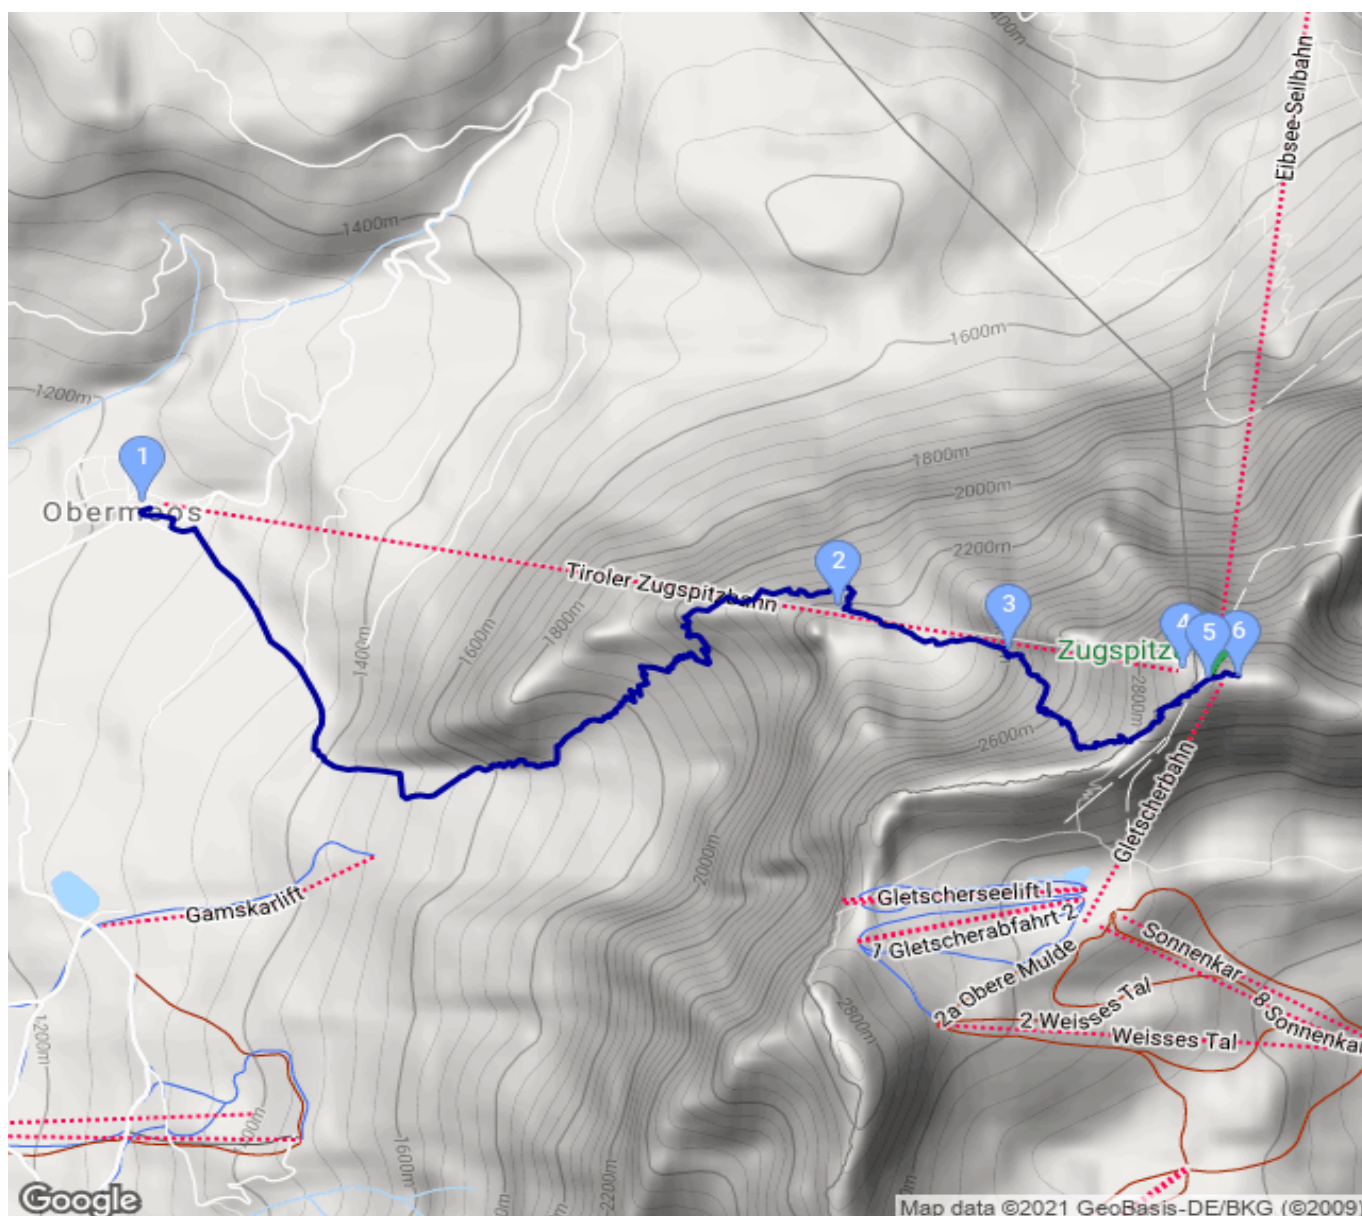 400m
Eibsee-Seilbahn
1400m
1600m
1200m
1
Obermoos
1800m
2000m
2200m
Tiroler Zugspitzbahn
2
3
4
5
6
Zugspitz
1800m
1600m
1400m
2800m
2600m
Gletscherbahn
2000m
Gamskarlift
Gletscherseelift I
7 Gletscherabfahrt 2
2a Obere Mulde
2 Weisses Tal
Weisses Tal
Sonnenkar
8 Sonnenkar
2800m
1200m
1400m
1600m
2200m
Google
Map data ©2021 GeoBasis-DE/BKG (©2009)